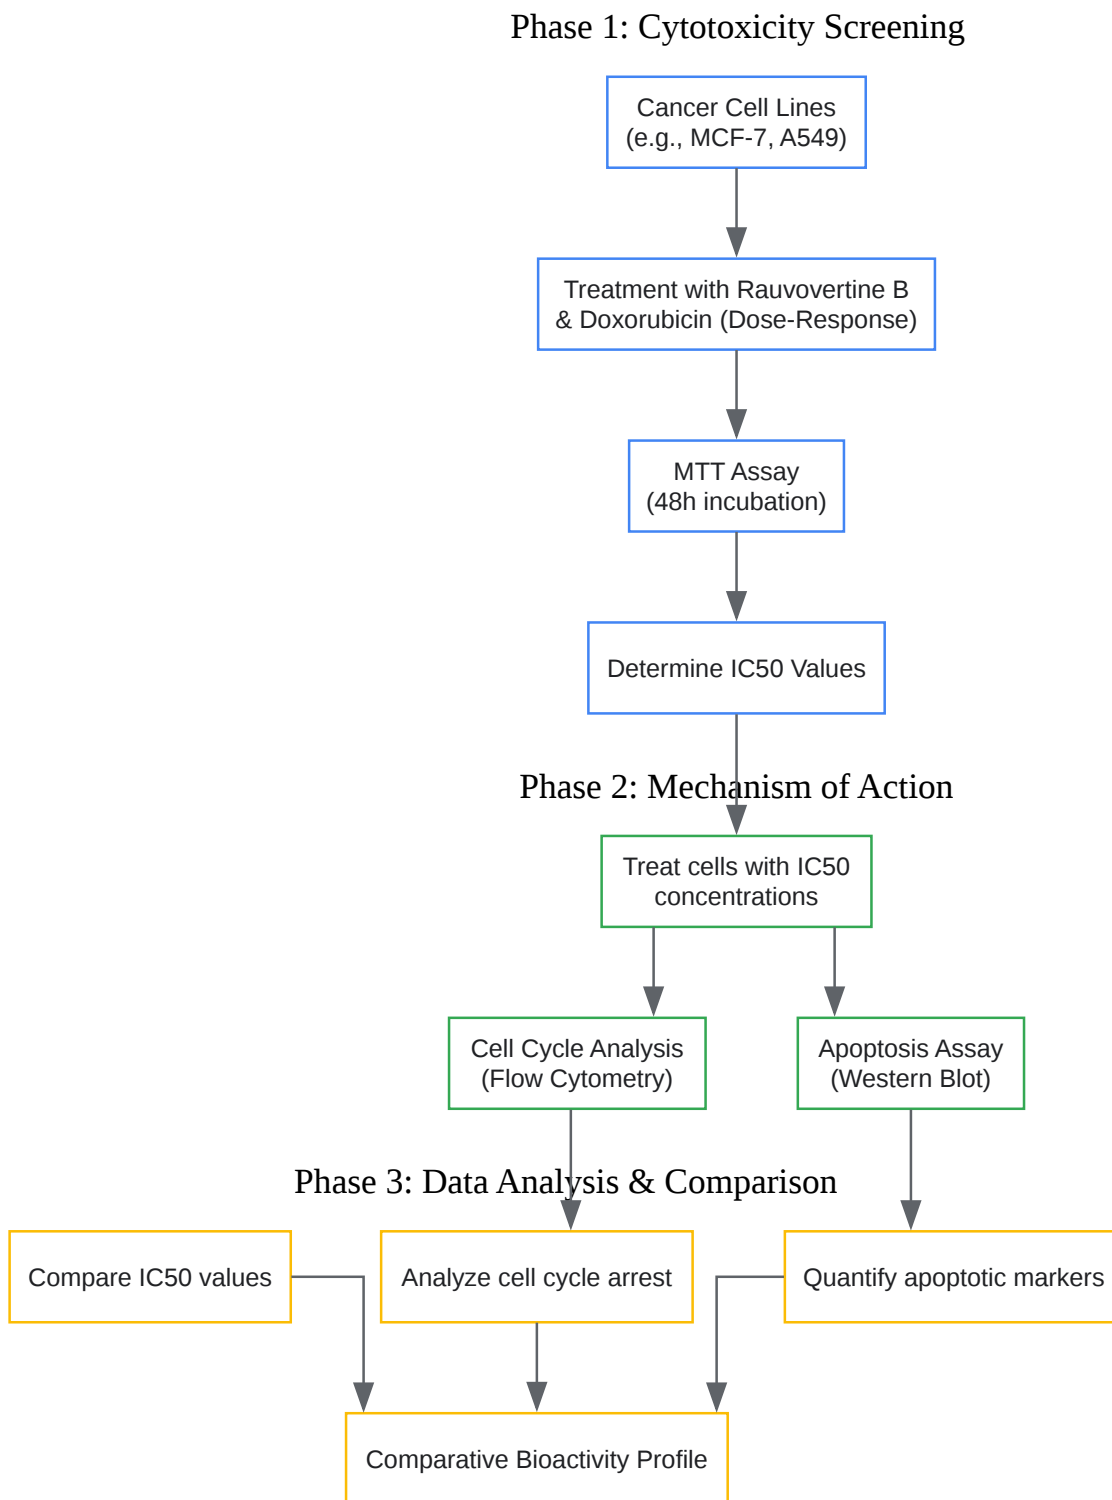 Phase 1: Cytotoxicity Screening
Cancer Cell Lines
(e.g., MCF-7, A549)
Treatment with Rauvovertine B
& Doxorubicin (Dose-Response)
MTT Assay
(48h incubation)
Determine IC50 Values
Phase 2: Mechanism of Action
Treat cells with IC50
concentrations
Cell Cycle Analysis
(Flow Cytometry)
Apoptosis Assay
(Western Blot)
Phase 3: Data Analysis & Comparison
Compare IC50 values
Analyze cell cycle arrest
Quantify apoptotic markers
Comparative Bioactivity Profile